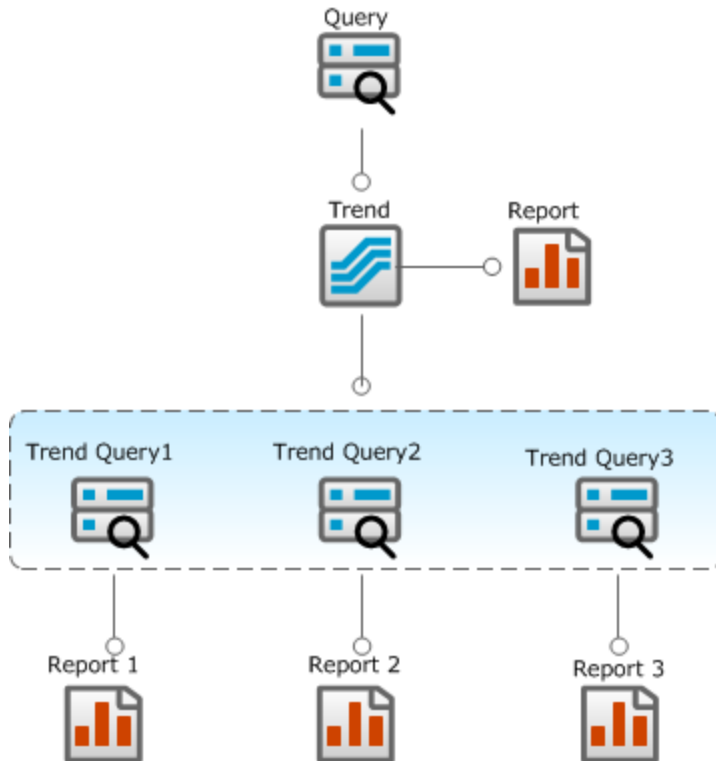 Query
Trend
Report
Trend Query1
Trend Query2
Trend Query3
Report 1
Report 2
Report 3